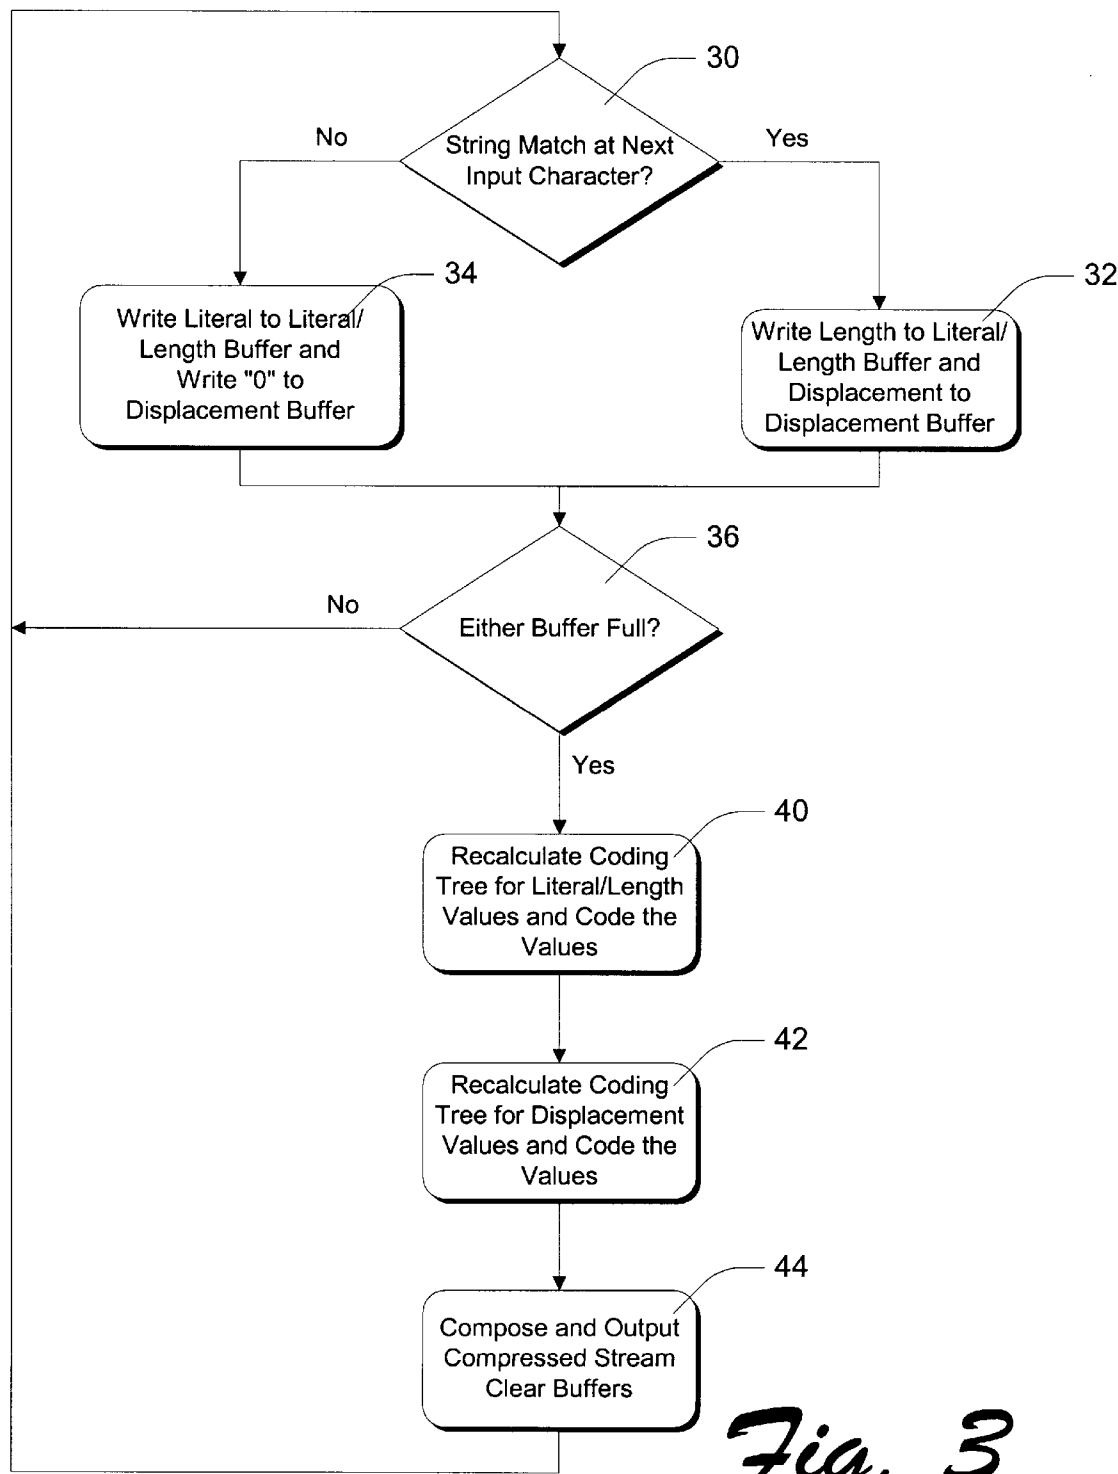 30
String Match at Next
Input Character?
No
Yes
34
Write Literal to Literal/
Length Buffer and
Write "0" to
Displacement Buffer
32
Write Length to Literal/
Length Buffer and
Displacement to
Displacement Buffer
36
Either Buffer Full?
No
Yes
40
Recalculate Coding
Tree for Literal/Length
Values and Code the
Values
42
Recalculate Coding
Tree for Displacement
Values and Code the
Values
44
Compose and Output
Compressed Stream
Clear Buffers
Fig. 3